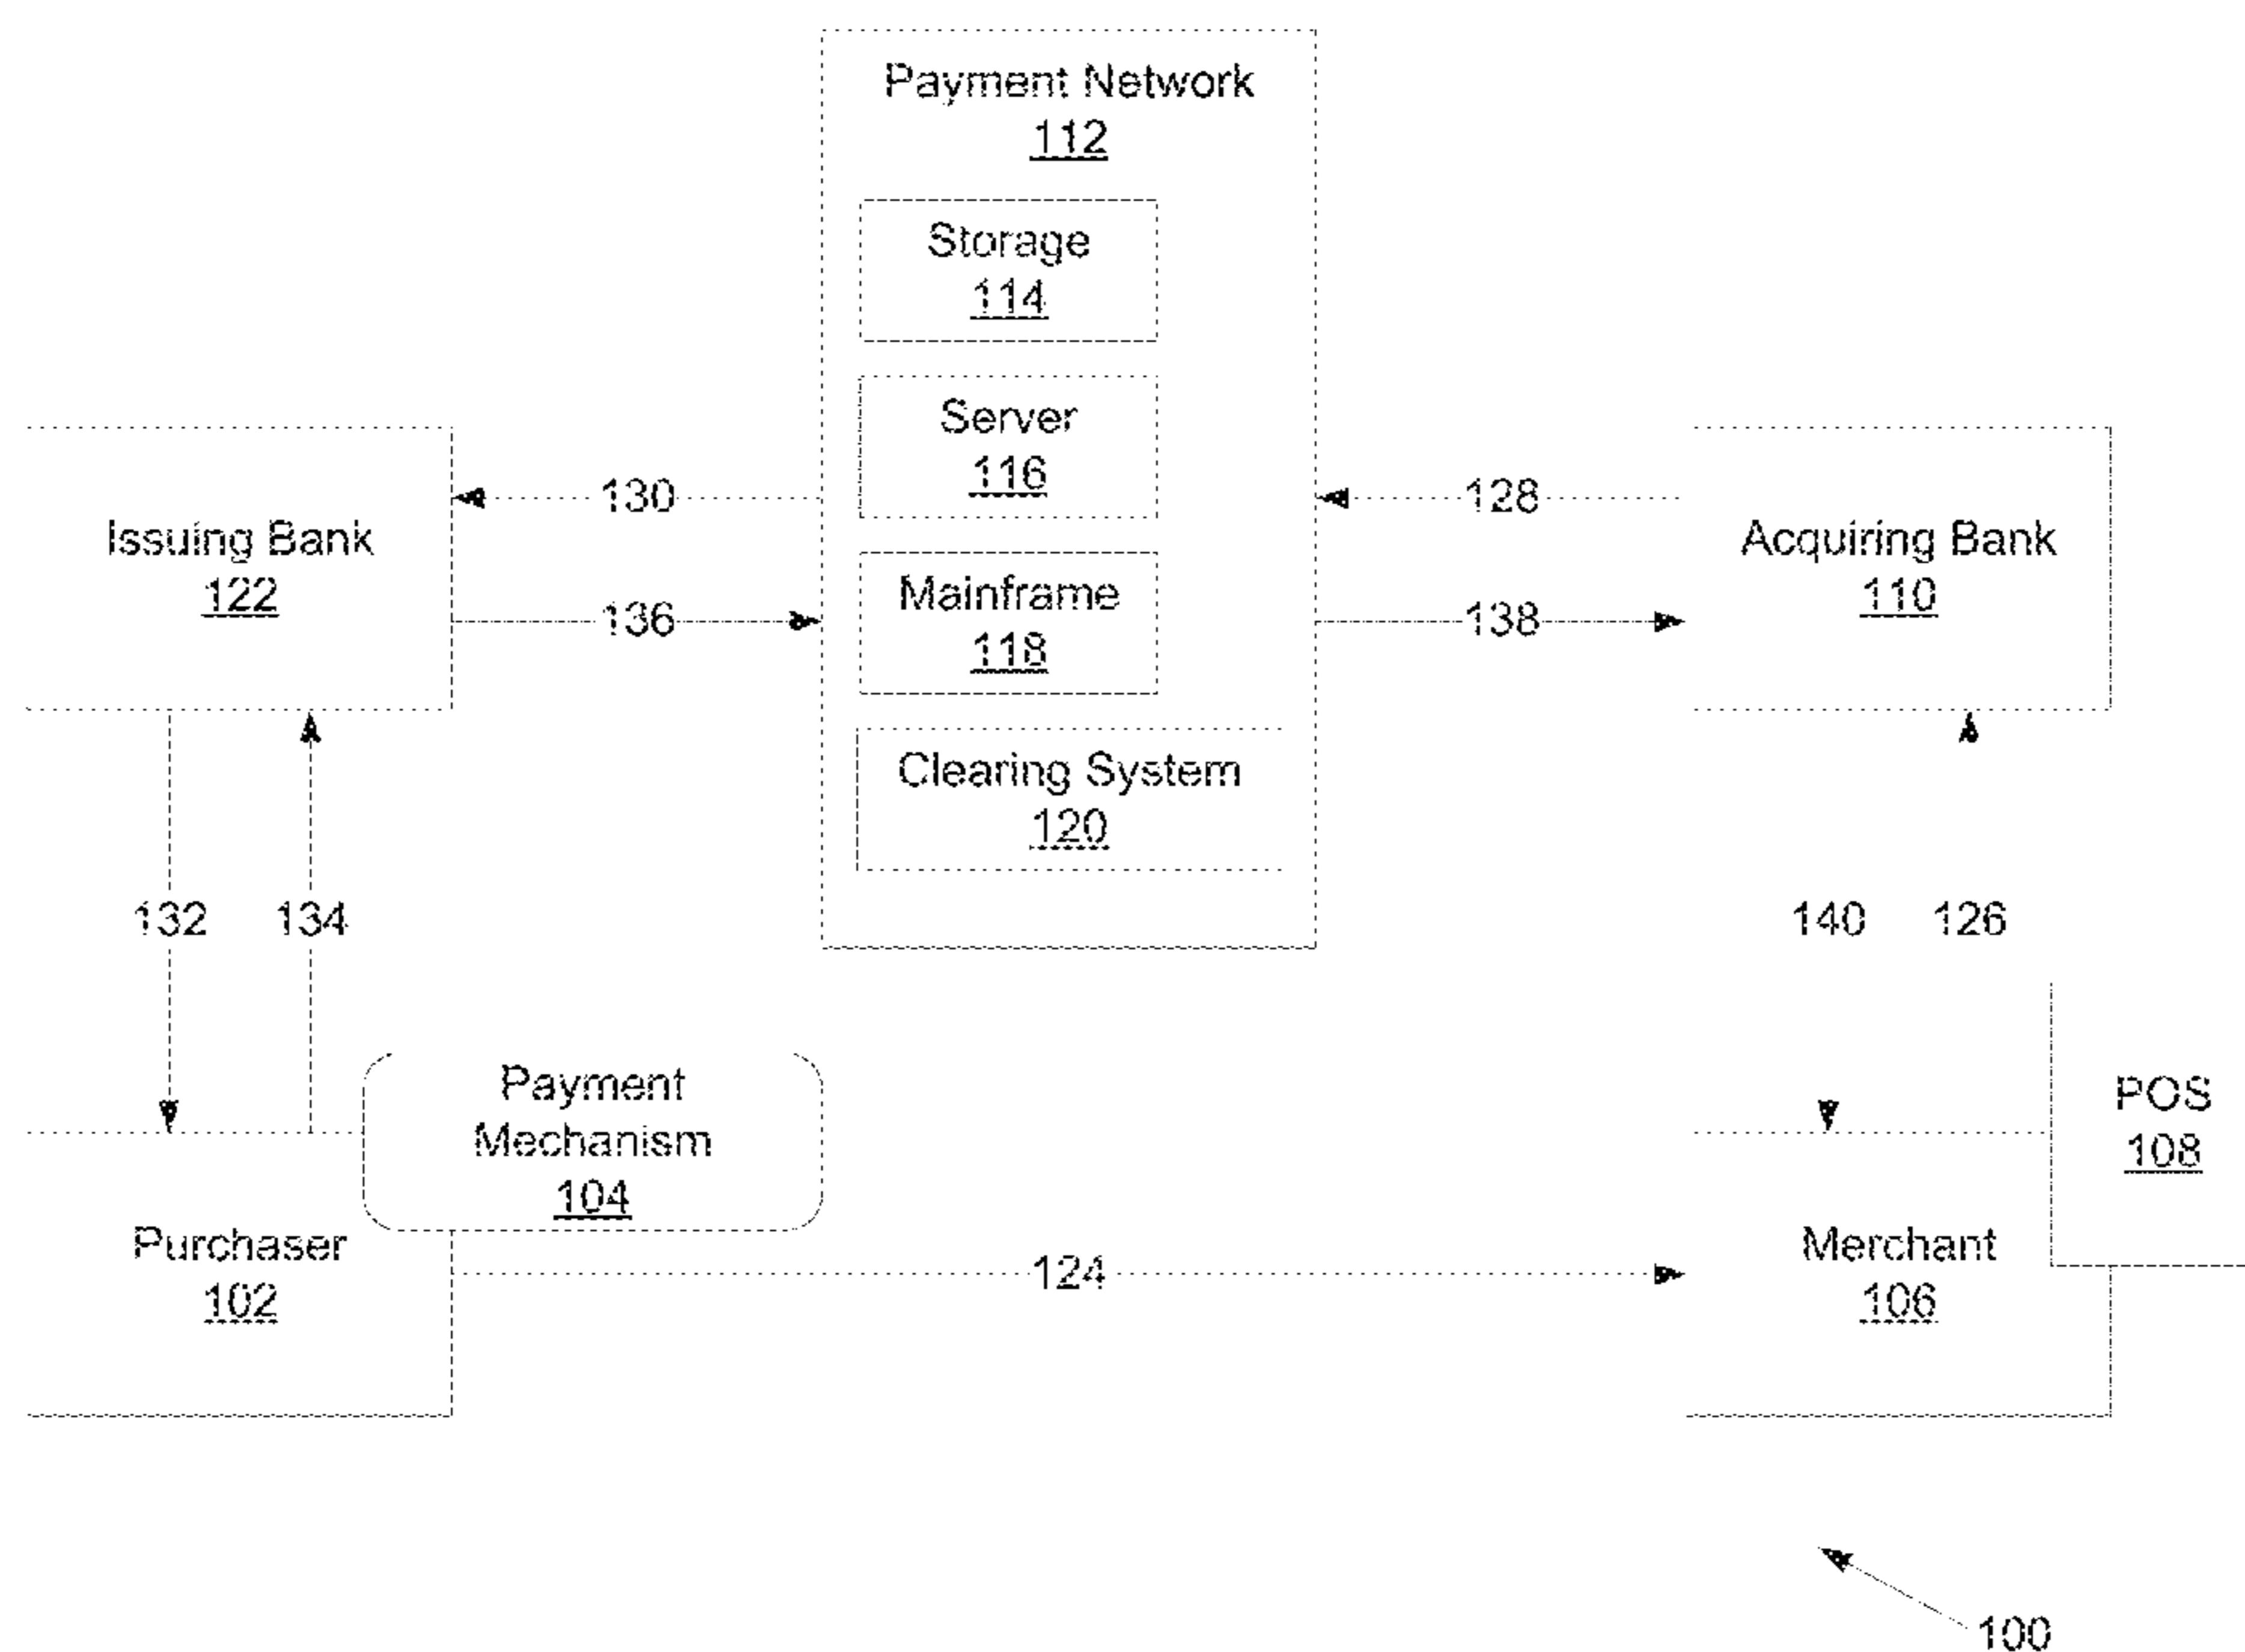 Payment Network
112
Storage
114
Server
116
130
128
Issuing Bank
122
Acquiring Bank
110
Mainframe
118
136
138
Clearing System
120
132
134
140
126
Payment
Mechanism
104
POS
108
Purchaser
102
Merchant
106
124
100